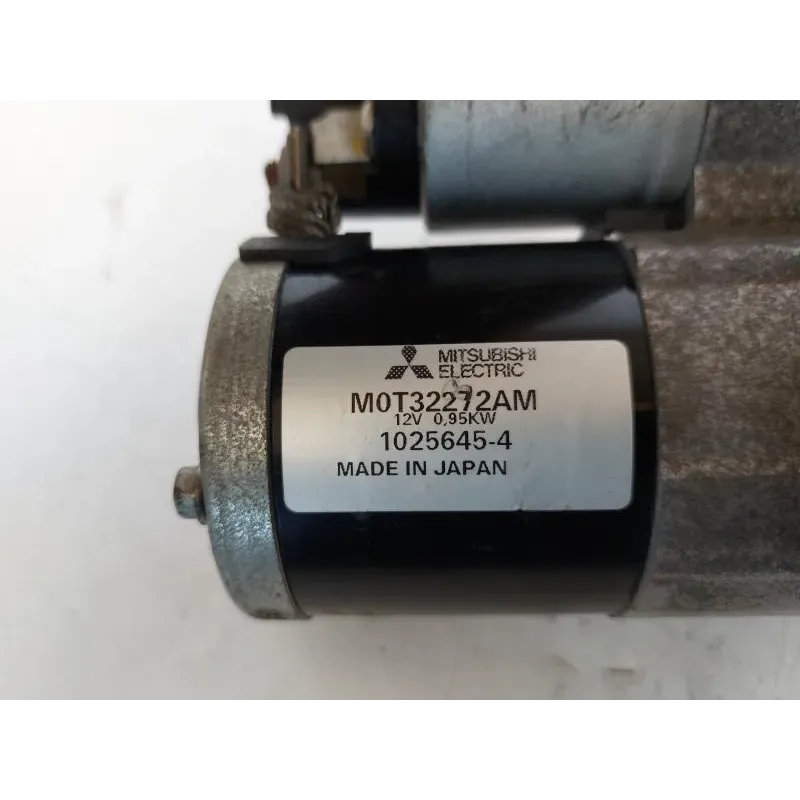 MITSUBISHI
ELECTRIC
M0T32272AM
12V 0,95KW
1025645-4
MADE IN JAPAN